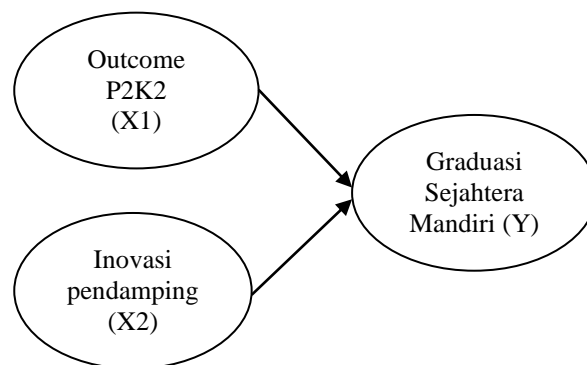 Outcome
P2K2
(X1)
Graduasi
Sejahtera
Mandiri (Y)
Inovasi
pendamping
(X2)